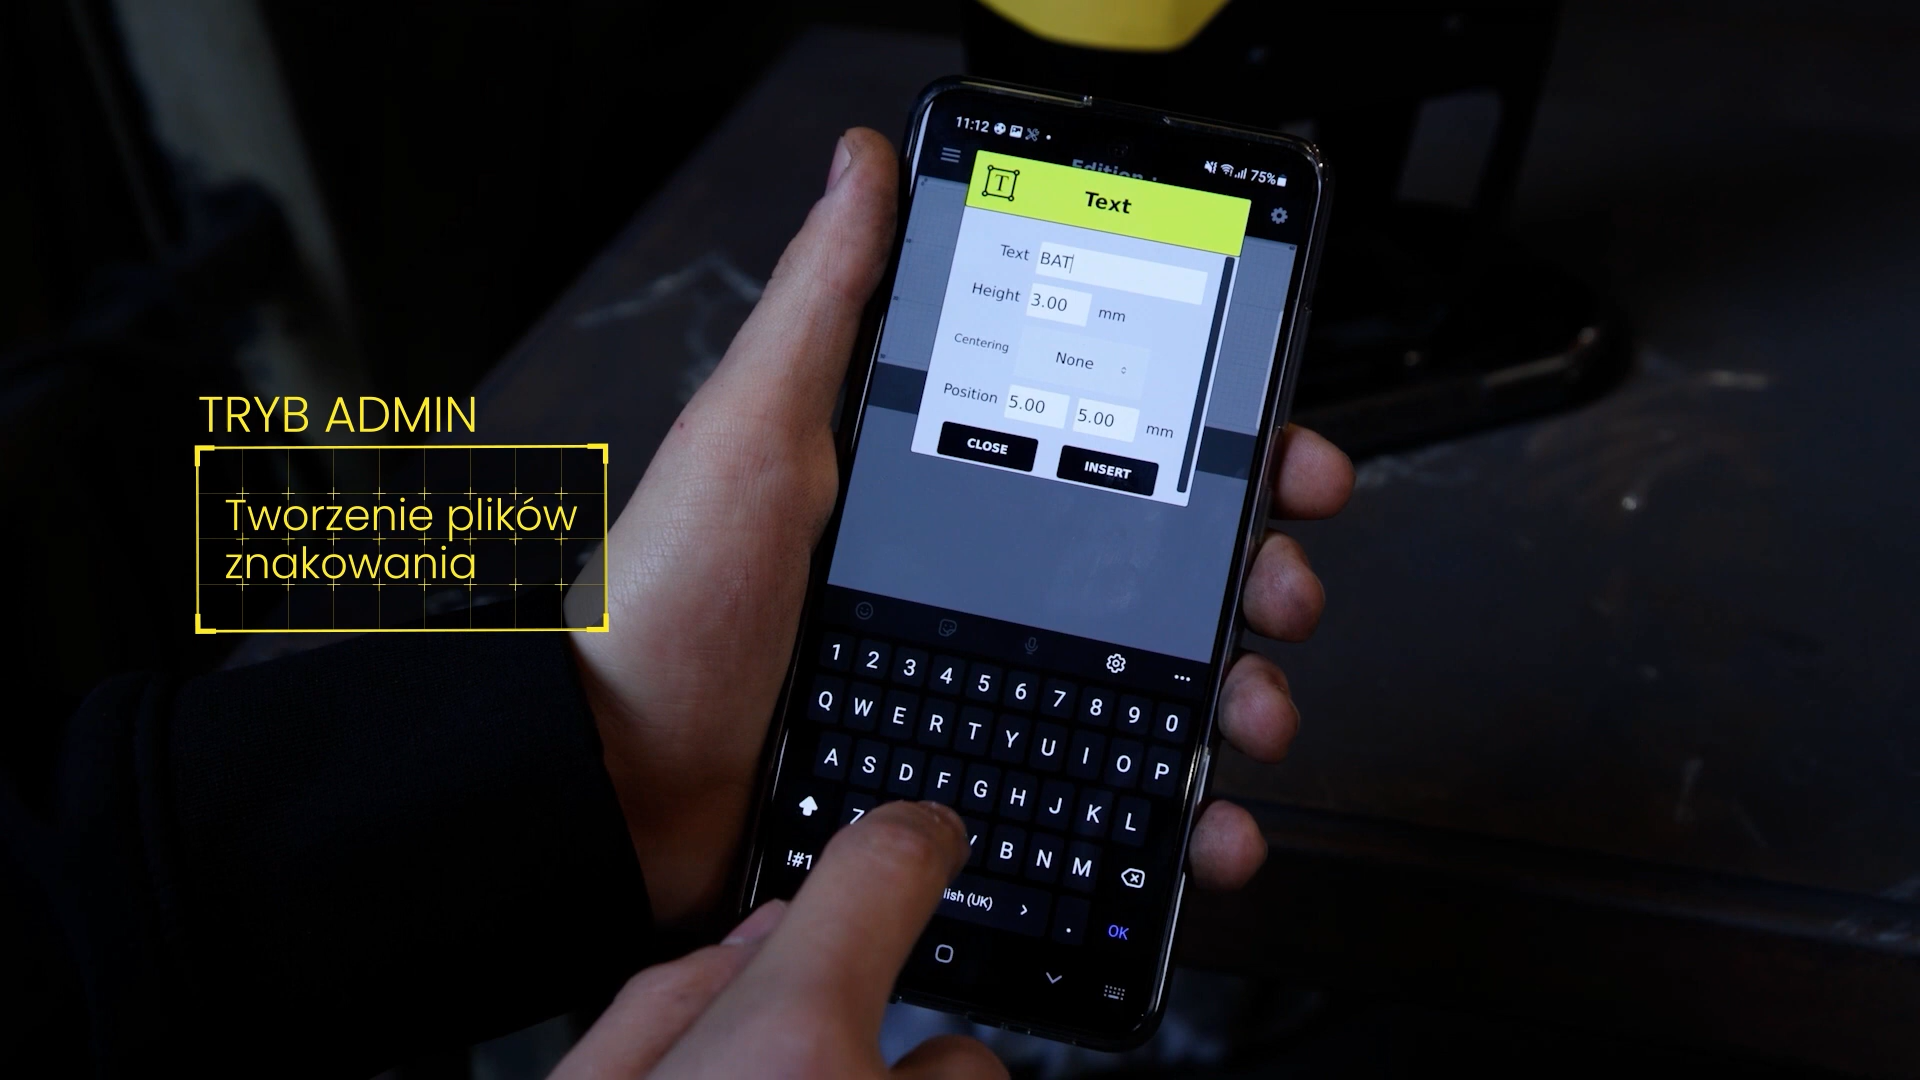 TRYB ADMIN
Tworzenie plików
znakowania
11:12
75%
Edition :
Text
Text BAT
Height 3.00 mm
Centering None
Position 5.00 5.00 mm
CLOSE INSERT
1 2 3 4 5 6 7 8 9 0
Q W E R T Y U I O P
A S D F G H J K L
Z V B N M
!#1 lish (UK) > . OK